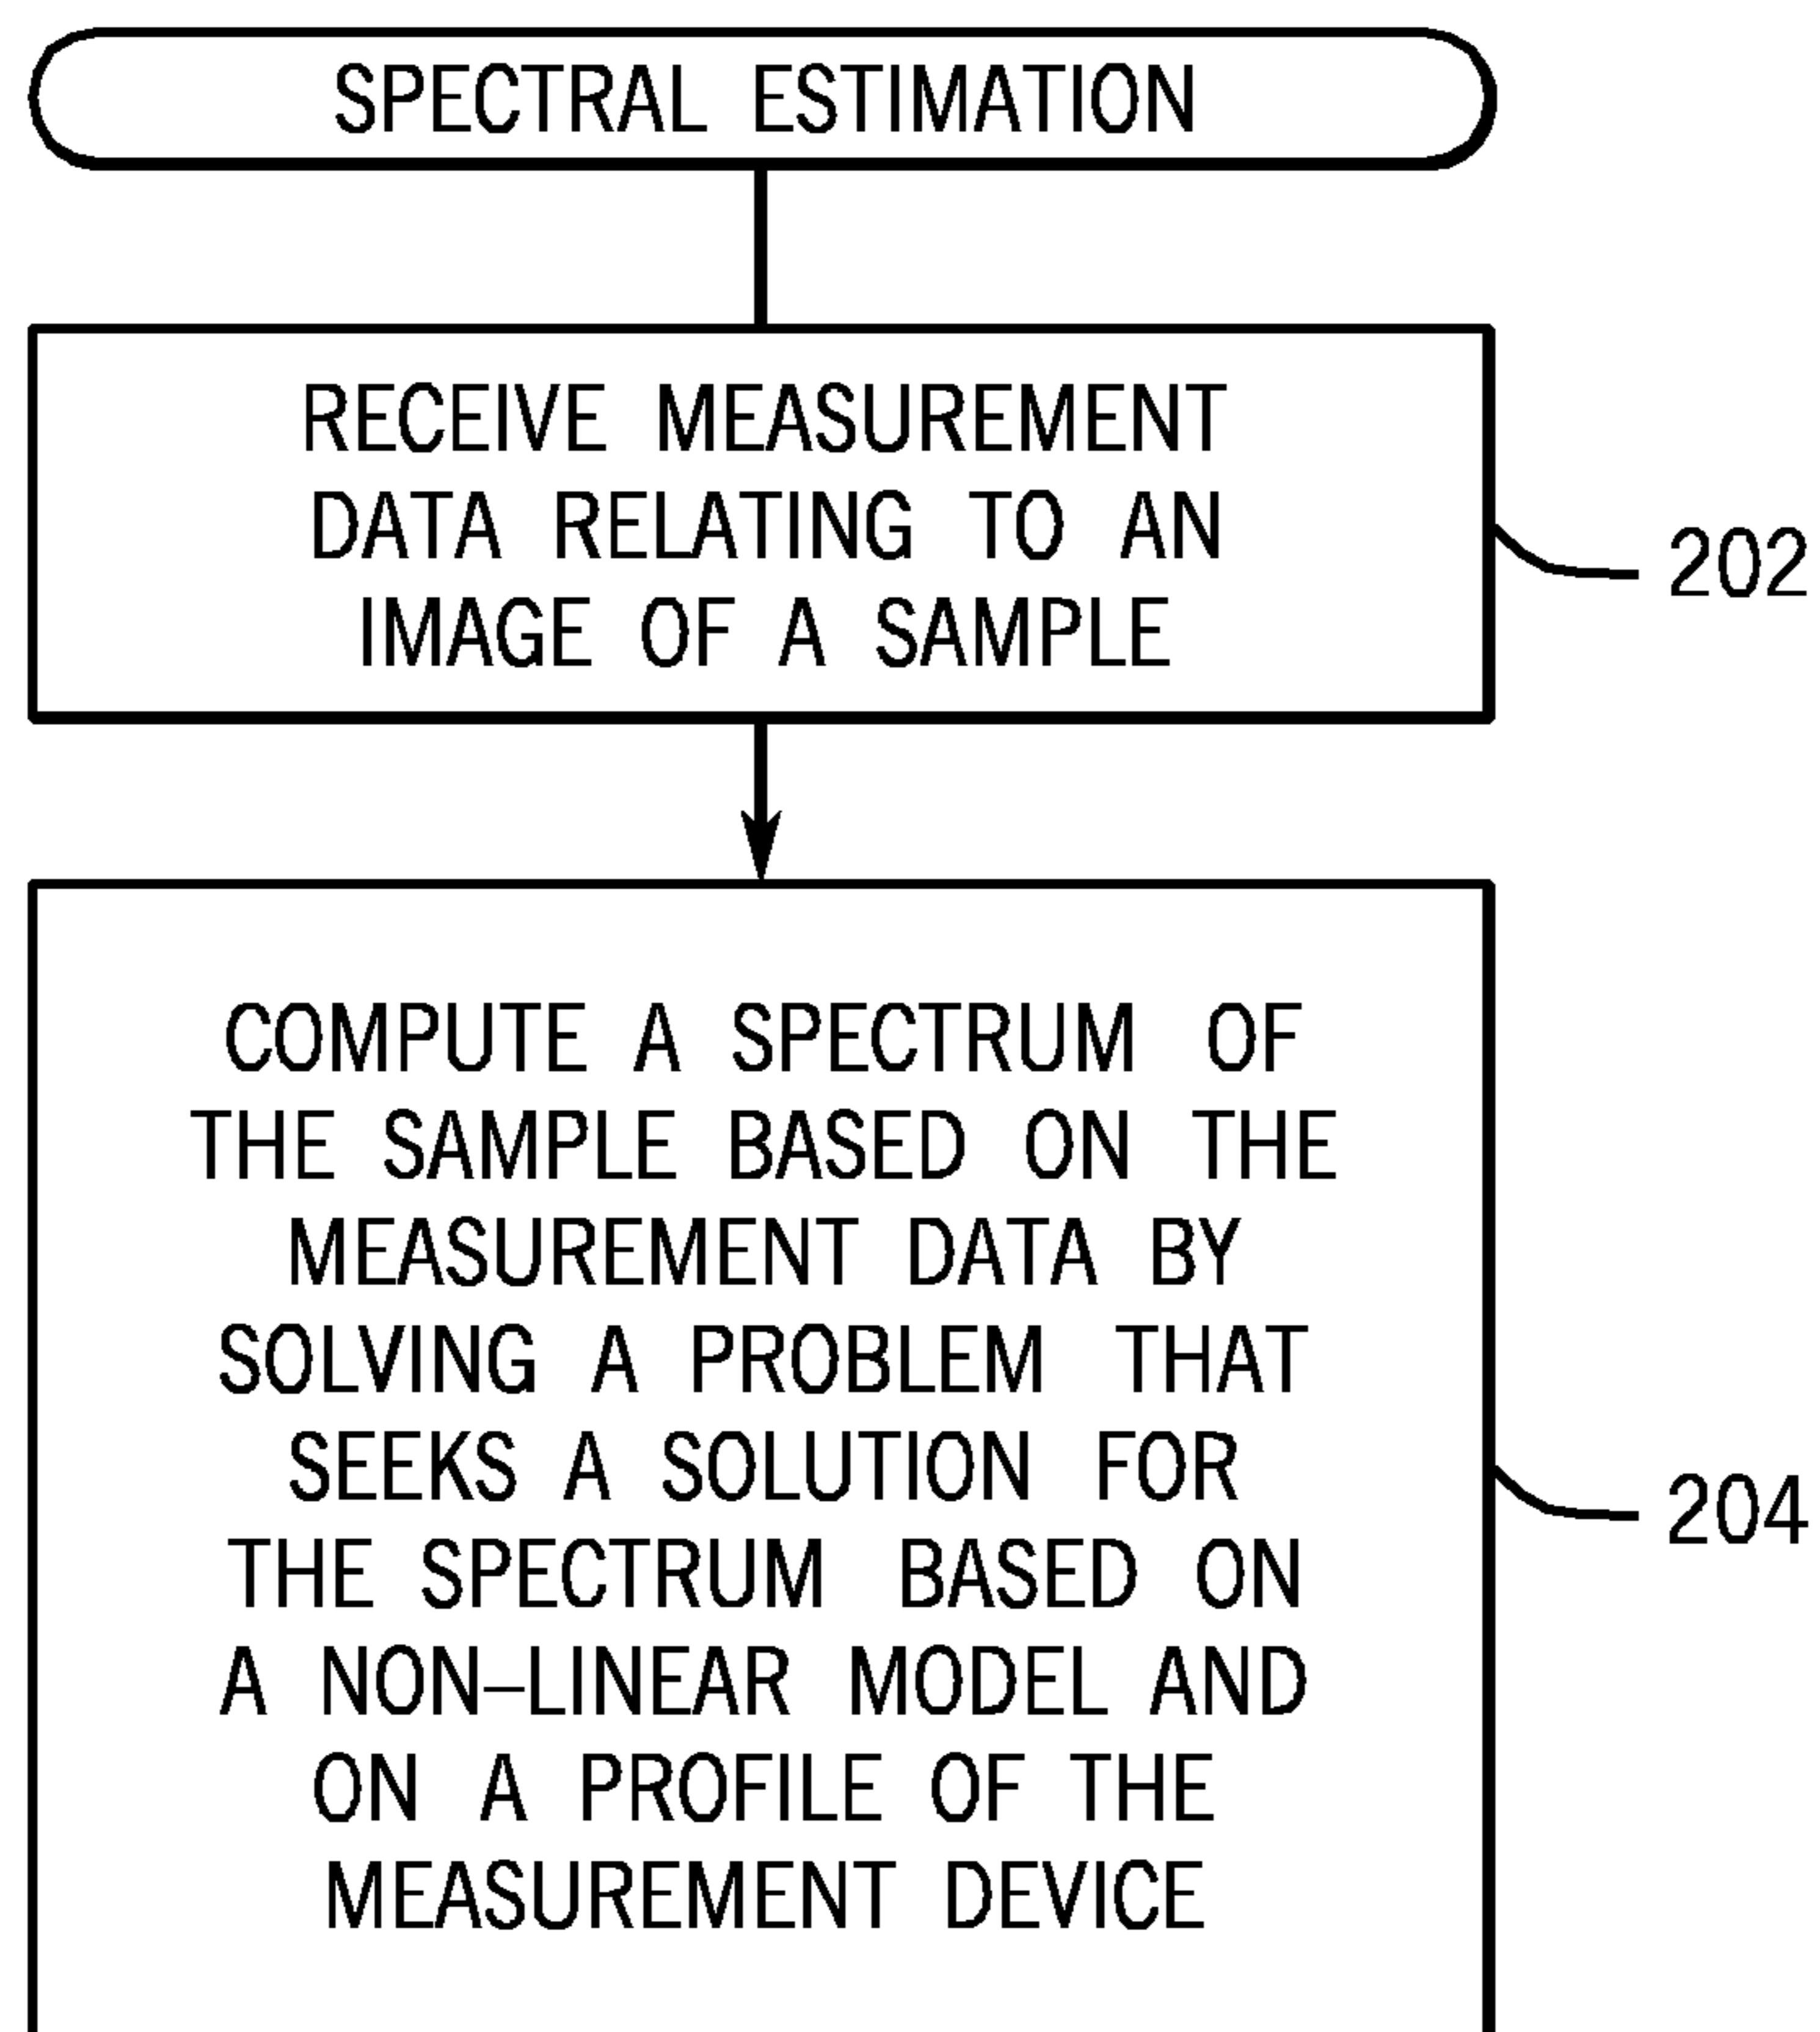 SPECTRAL ESTIMATION
RECEIVE MEASUREMENT
DATA RELATING TO AN
IMAGE OF A SAMPLE
202
COMPUTE A SPECTRUM OF
THE SAMPLE BASED ON THE
MEASUREMENT DATA BY
SOLVING A PROBLEM THAT
SEEKS A SOLUTION FOR
THE SPECTRUM BASED ON
A NON–LINEAR MODEL AND
ON A PROFILE OF THE
MEASUREMENT DEVICE
204